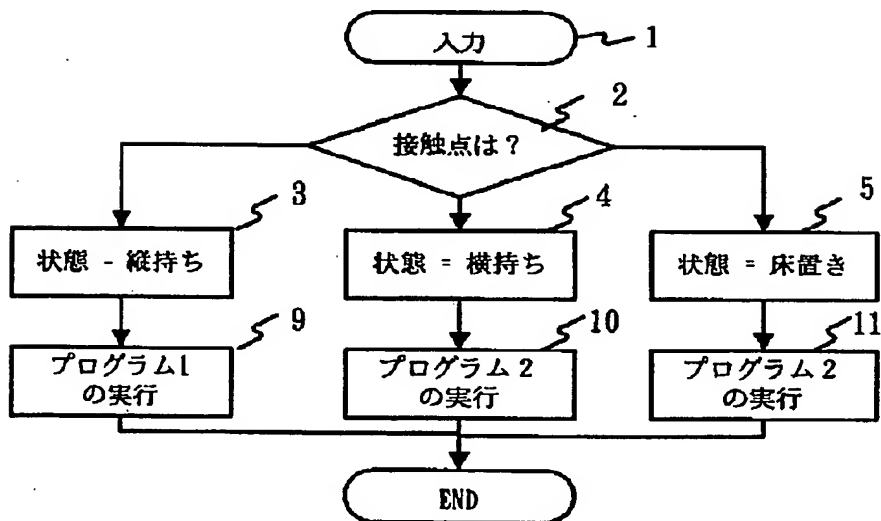 入力
1
接触点は？
2
3
4
5
状態 - 縦持ち
状態 = 横持ち
状態 = 床置き
9
10
11
プログラム1
の実行
プログラム2
の実行
プログラム2
の実行
END